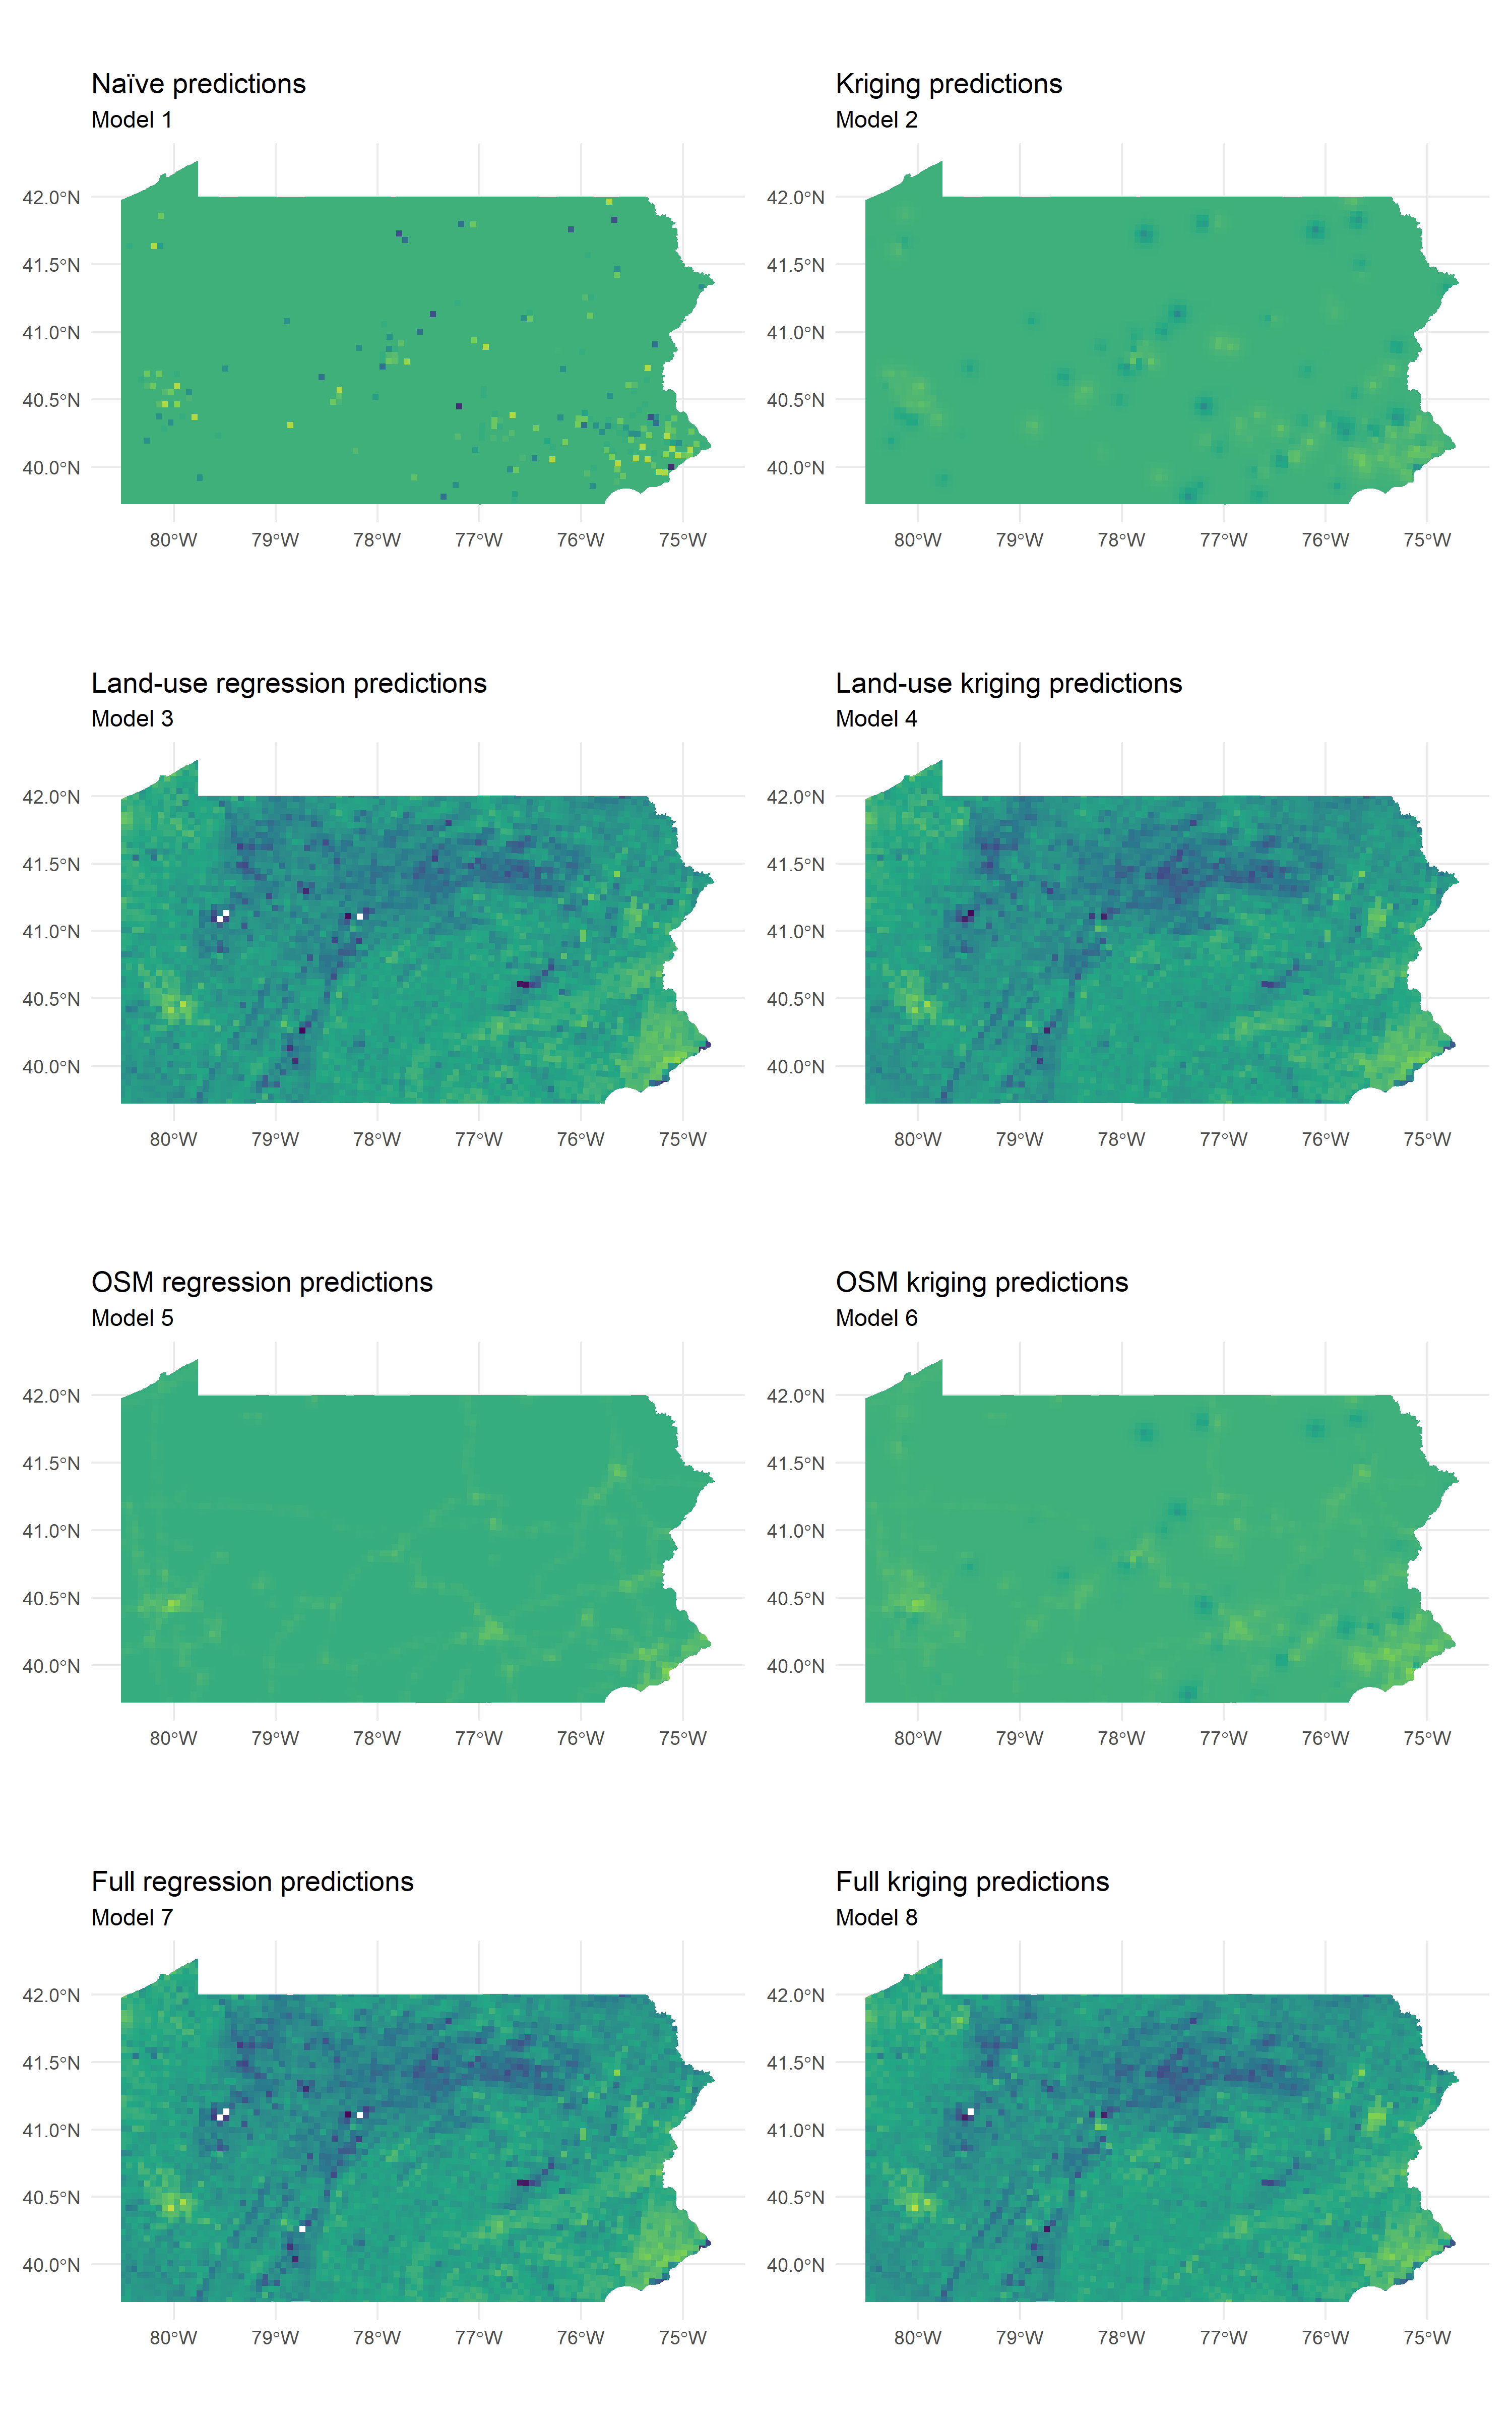 Naïve predictions
Model 1
42.0°N
41.5°N
41.0°N
40.5°N
40.0°N
80°W 79°W 78°W 77°W 76°W 75°W
Kriging predictions
Model 2
42.0°N
41.5°N
41.0°N
40.5°N
40.0°N
80°W 79°W 78°W 77°W 76°W 75°W
Land-use regression predictions
Model 3
42.0°N
41.5°N
41.0°N
40.5°N
40.0°N
80°W 79°W 78°W 77°W 76°W 75°W
Land-use kriging predictions
Model 4
42.0°N
41.5°N
41.0°N
40.5°N
40.0°N
80°W 79°W 78°W 77°W 76°W 75°W
OSM regression predictions
Model 5
42.0°N
41.5°N
41.0°N
40.5°N
40.0°N
80°W 79°W 78°W 77°W 76°W 75°W
OSM kriging predictions
Model 6
42.0°N
41.5°N
41.0°N
40.5°N
40.0°N
80°W 79°W 78°W 77°W 76°W 75°W
Full regression predictions
Model 7
42.0°N
41.5°N
41.0°N
40.5°N
40.0°N
80°W 79°W 78°W 77°W 76°W 75°W
Full kriging predictions
Model 8
42.0°N
41.5°N
41.0°N
40.5°N
40.0°N
80°W 79°W 78°W 77°W 76°W 75°W